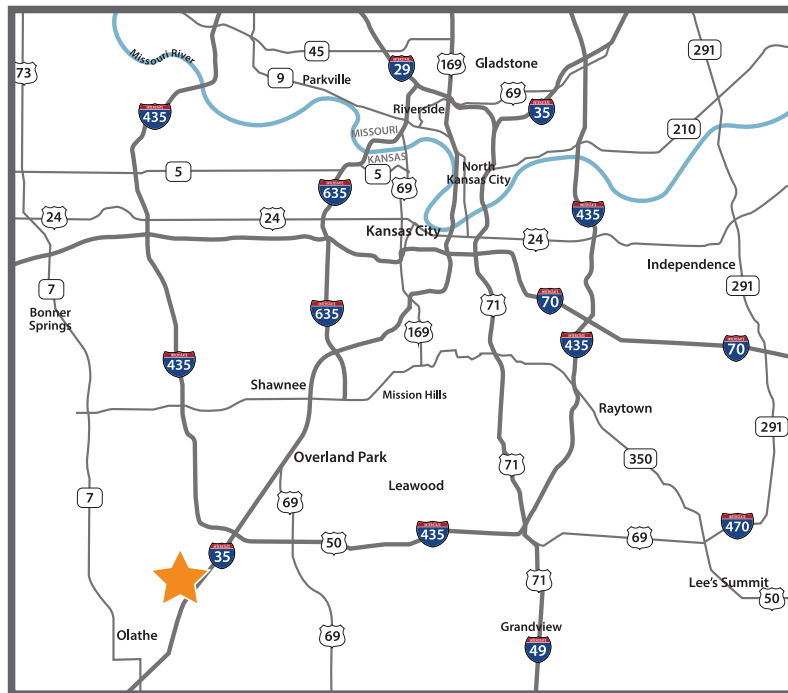 291
45
Missouri River
169
Gladstone
29
73
9
Parkville
69
Riverside
35
435
210
MISSOURI
KANSAS
5
5
North
Kansas City
69
635
435
24
24
Kansas City
24
Independence
7
291
Bonner
Springs
635
71
70
169
435
70
435
Shawnee
Mission Hills
Raytown
291
Overland Park
350
71
Leawood
7
69
435
470
50
69
35
71
Lee's Summit
50
Olathe
69
Grandview
49